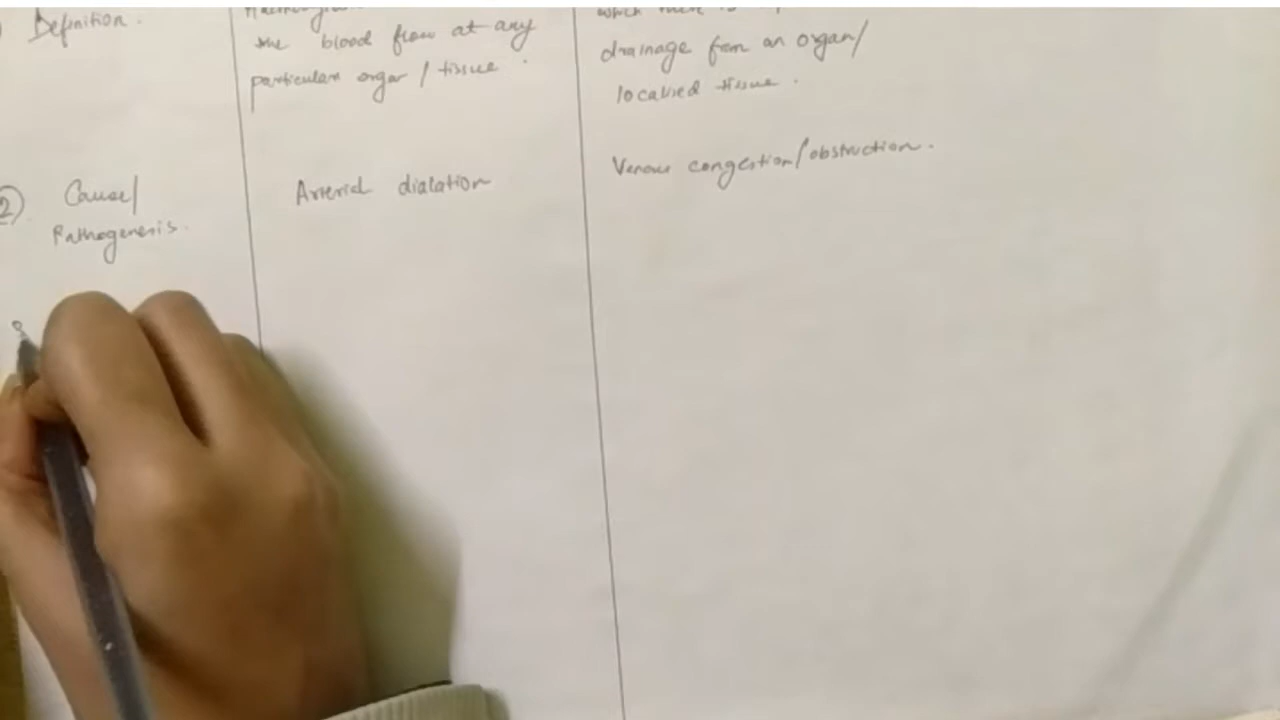 Definition.
the blood flow at any
particular organ / tissue.
drainage from an organ/
localised tissue.
2) Cause/
Pathogenesis.
Arterial dialation
Venous congestion/obstruction.